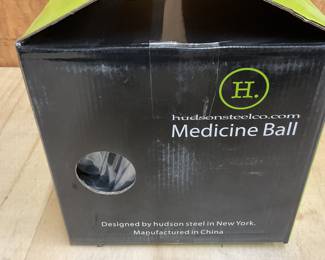 H.
hudsonsteelco.com
Medicine Ball
Designed by hudson steel in New York.
Manufactured in China